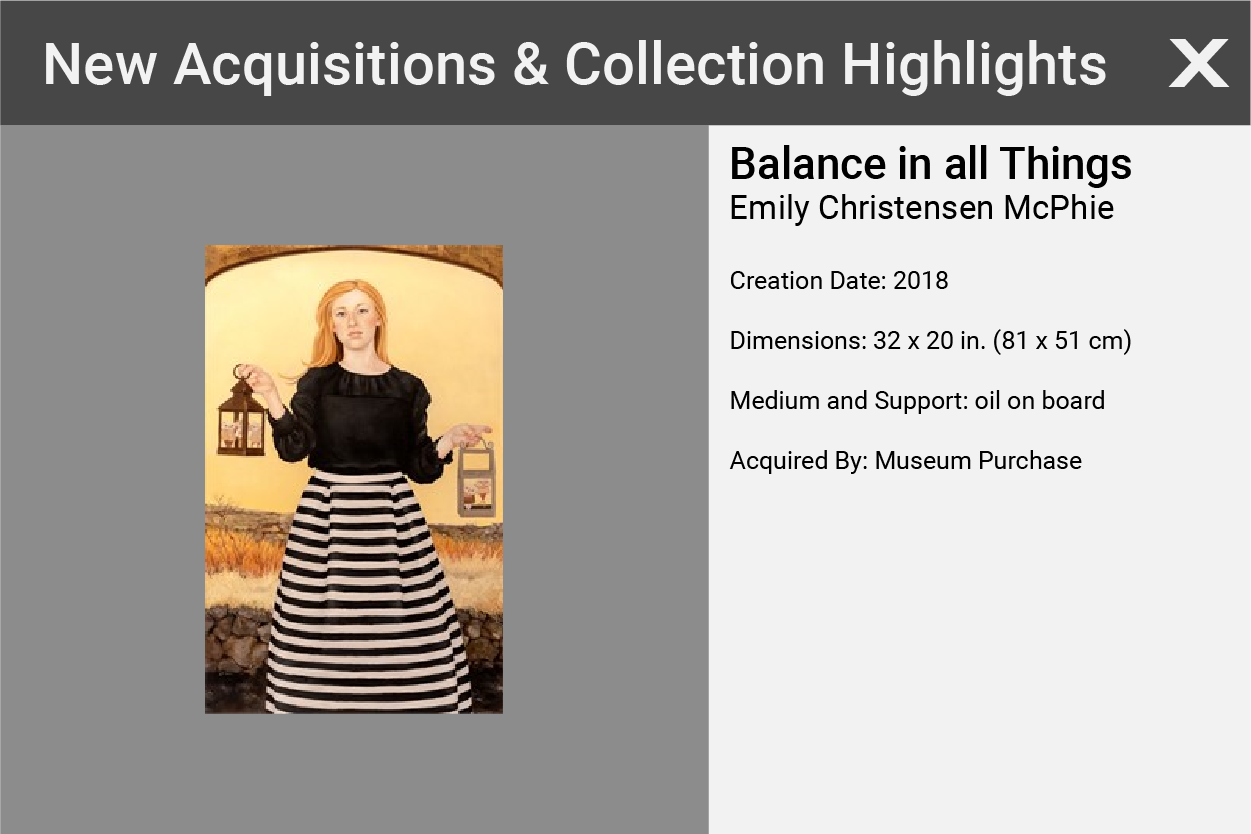 New Acquisitions & Collection Highlights X
Balance in all Things
Emily Christensen McPhie
Creation Date: 2018
Dimensions: 32 x 20 in. (81 x 51 cm)
Medium and Support: oil on board
Acquired By: Museum Purchase